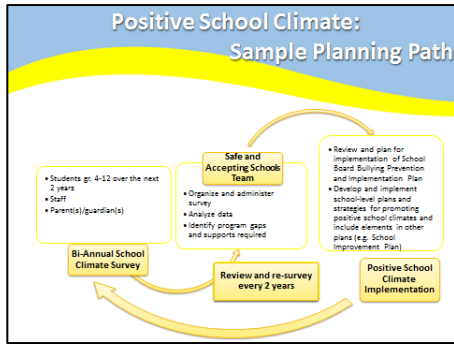 Positive School Climate:
Sample Planning Path
• Students gr. 4-12 over the next
2 years
• Staff
• Parent(s)/guardian(s)
Bi-Annual School
Climate Survey
Safe and
Accepting Schools
Team
• Organize and administer
survey
• Analyze data
• Identify program gaps
and supports required
Review and re-survey
every 2 years
• Review and plan for
implementation of School
Board Bullying Prevention
and Implementation Plan
• Develop and implement
school-level plans and
strategies for promoting
positive school climates and
include elements in other
plans (e.g. School
Improvement Plan)
Positive School
Climate
Implementation